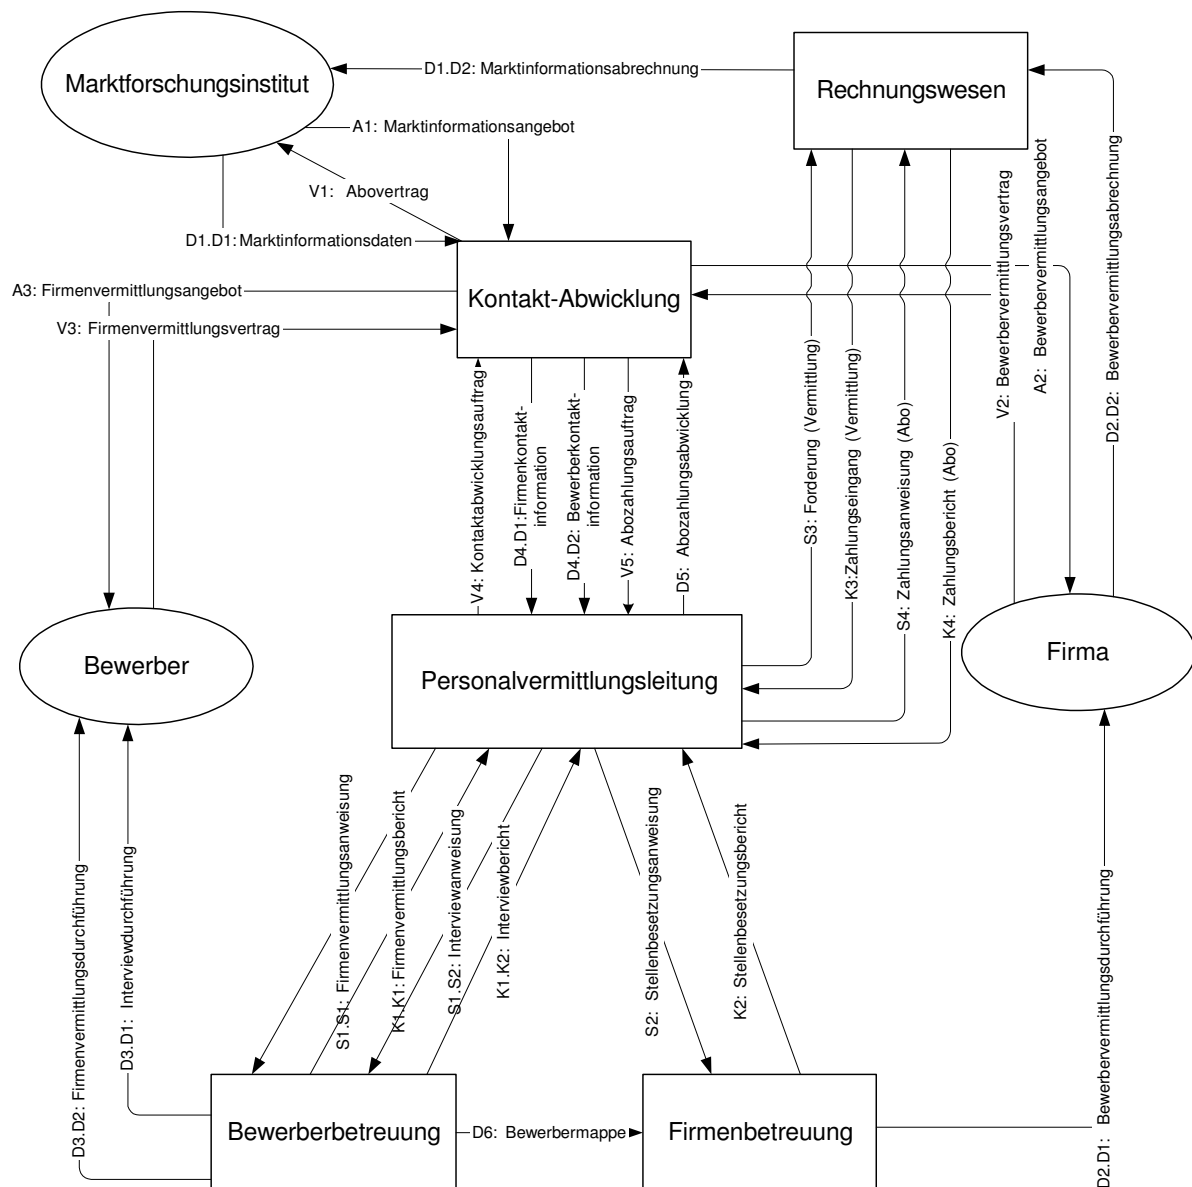 Marktforschungsinstitut
D1.D2: Marktinformationsabrechnung
Rechnungswesen
A1: Marktinformationsangebot
V1: Abovertrag
D1.D1: Marktinformationsdaten
A3: Firmenvermittlungsangebot
V3: Firmenvermittlungsvertrag
Kontakt-Abwicklung
V2: Bewerbervermittlungsvertrag
A2: Bewerbervermittlungsangebot
D2.D2: Bewerbervermittlungsabrechnung
V4: Kontaktabwicklungsauftrag
D4.D1:Firmenkontakt-
information
D4.D2: Bewerberkontakt-
information
V5: Abozahlungsauftrag
D5: Abozahlungsabwicklung
S3: Forderung (Vermittlung)
K3:Zahlungseingang (Vermittlung)
S4: Zahlungsanweisung (Abo)
K4: Zahlungsbericht (Abo)
Bewerber
Personalvermittlungsleitung
Firma
D3.D2: Firmenvermittlungsdurchführung
D3.D1: Interviewdurchführung
S1.S1: Firmenvermittlungsanweisung
K1.K1: Firmenvermittlungsbericht
S1.S2: Interviewanweisung
K1.K2: Interviewbericht
S2: Stellenbesetzungsanweisung
K2: Stellenbesetzungsbericht
D2.D1: Bewerbervermittlungsdurchführung
Bewerberbetreuung
D6: Bewerbermappe
Firmenbetreuung